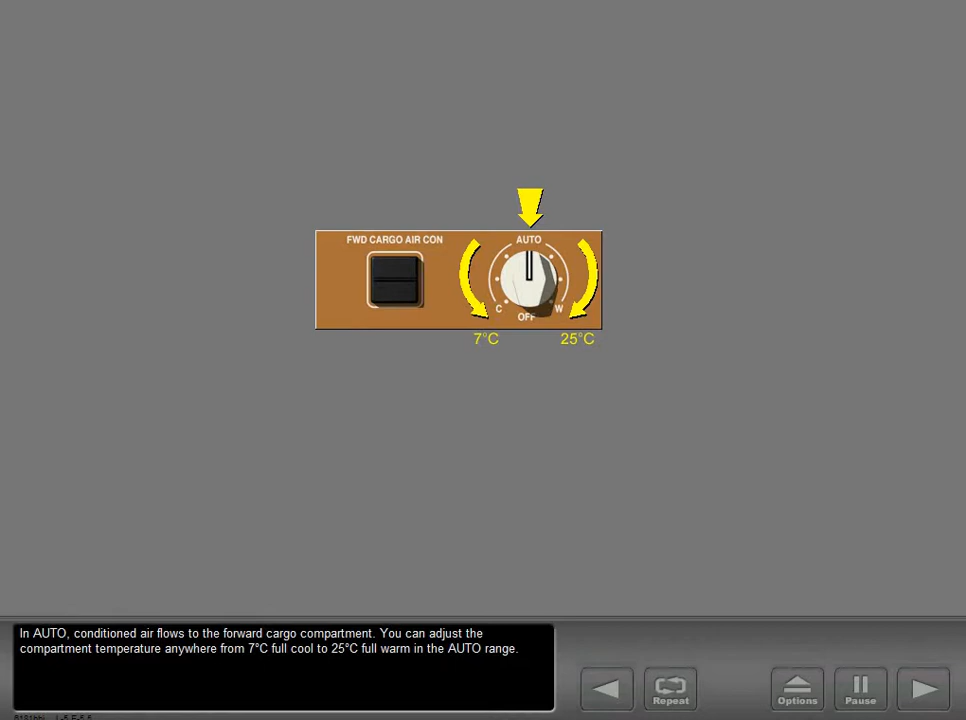 FWD CARGO AIR CON
AUTO
C
W
OFF
7°C
25°C
In AUTO, conditioned air flows to the forward cargo compartment. You can adjust the
compartment temperature anywhere from 7°C full cool to 25°C full warm in the AUTO range.
Repeat
Options
Pause